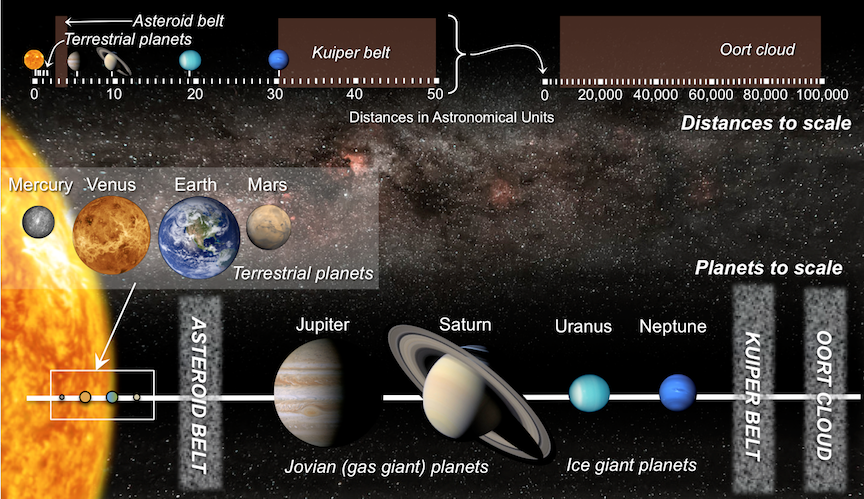 Asteroid belt
Terrestrial planets
Kuiper belt
Oort cloud
0 10 20 30 40 50
0 20,000 40,000 60,000 80,000 100,000
Distances in Astronomical Units
Distances to scale
Mercury Venus Earth Mars
Terrestrial planets
Planets to scale
ASTEROID BELT
Jupiter
Saturn
Uranus
Neptune
KUIPER BELT
OORT CLOUD
Jovian (gas giant) planets
Ice giant planets